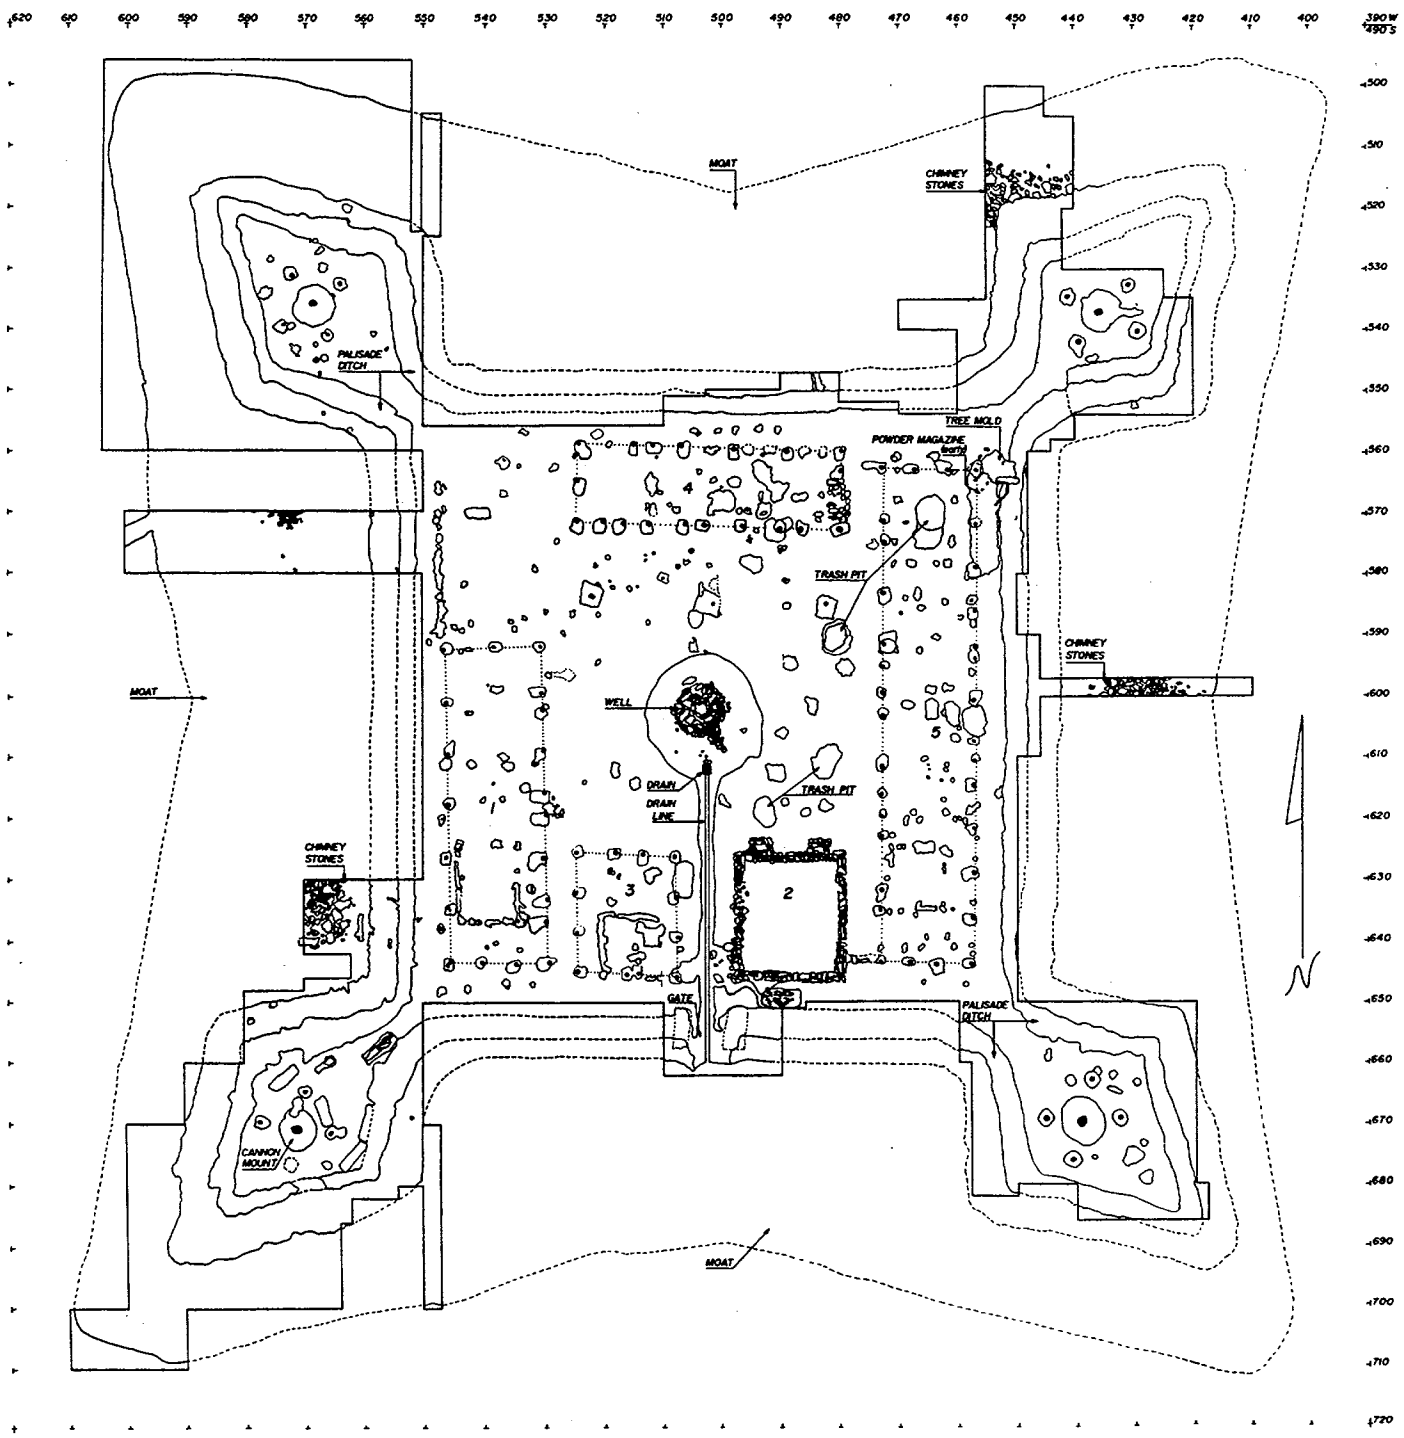 620 610 600 590 580 570 560 550 540 530 520 510 500 490 480 470 460 450 440 430 420 410 400 390 W
490 S
500
510
MOAT
CHIMNEY
STONES
520
530
540
PALISADE
DITCH
550
TREE MOLD
POWDER MAGAZINE
560
4
570
TRASH PIT
580
590
CHIMNEY
STONES
MOAT
WELL
600
5
610
DRAIN
TRASH PIT
DRAIN
LINE
1
620
CHIMNEY
STONES
3
2
630
640
N
GATE
PALISADE
DITCH
650
660
CANNON
MOUNT
670
680
690
MOAT
700
710
720